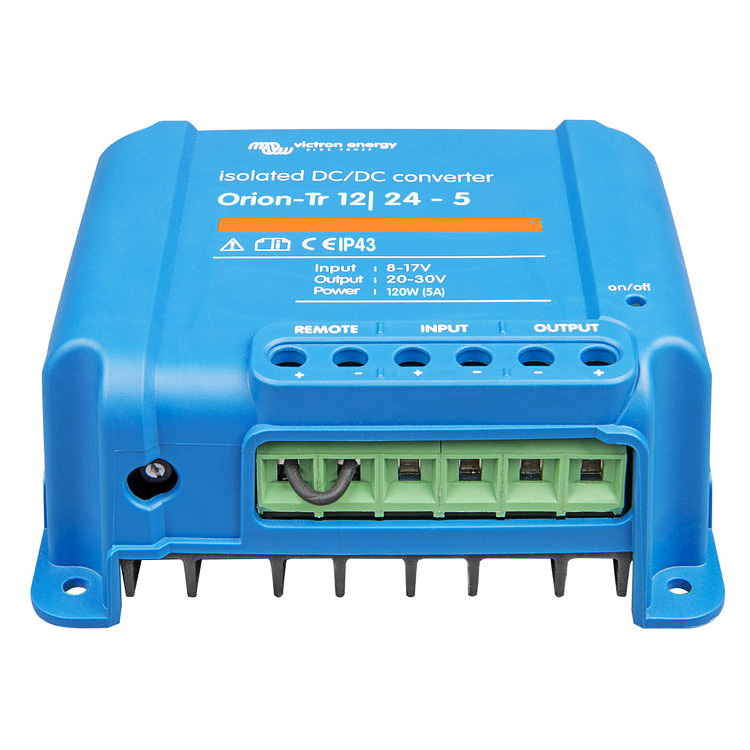 victron energy
BLUE POWER
isolated DC/DC converter
Orion-Tr 12| 24 - 5
CE IP43
Input : 8-17V
Output : 20-30V
Power : 120W (5A)
on/off
REMOTE INPUT OUTPUT
+ - + - - +